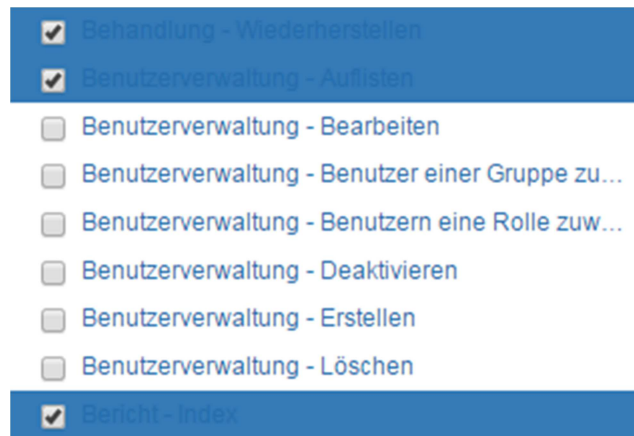 Behandlung - Wiederherstellen
Benutzerverwaltung - Auflisten
Benutzerverwaltung - Bearbeiten
Benutzerverwaltung - Benutzer einer Gruppe zu...
Benutzerverwaltung - Benutzern eine Rolle zuw...
Benutzerverwaltung - Deaktivieren
Benutzerverwaltung - Erstellen
Benutzerverwaltung - Löschen
Bericht - Index